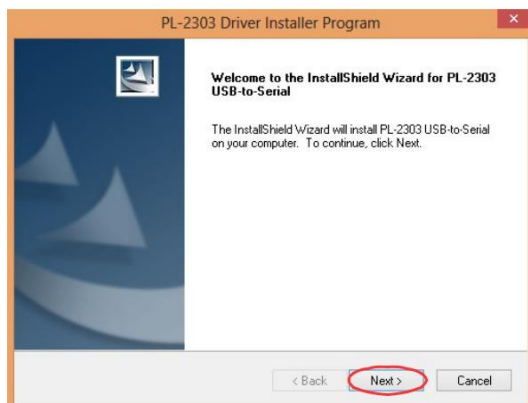 PL-2303 Driver Installer Program
Welcome to the InstallShield Wizard for PL-2303
USB-to-Serial
The InstallShield Wizard will install PL-2303 USB-to-Serial
on your computer. To continue, click Next.
< Back
Next >
Cancel